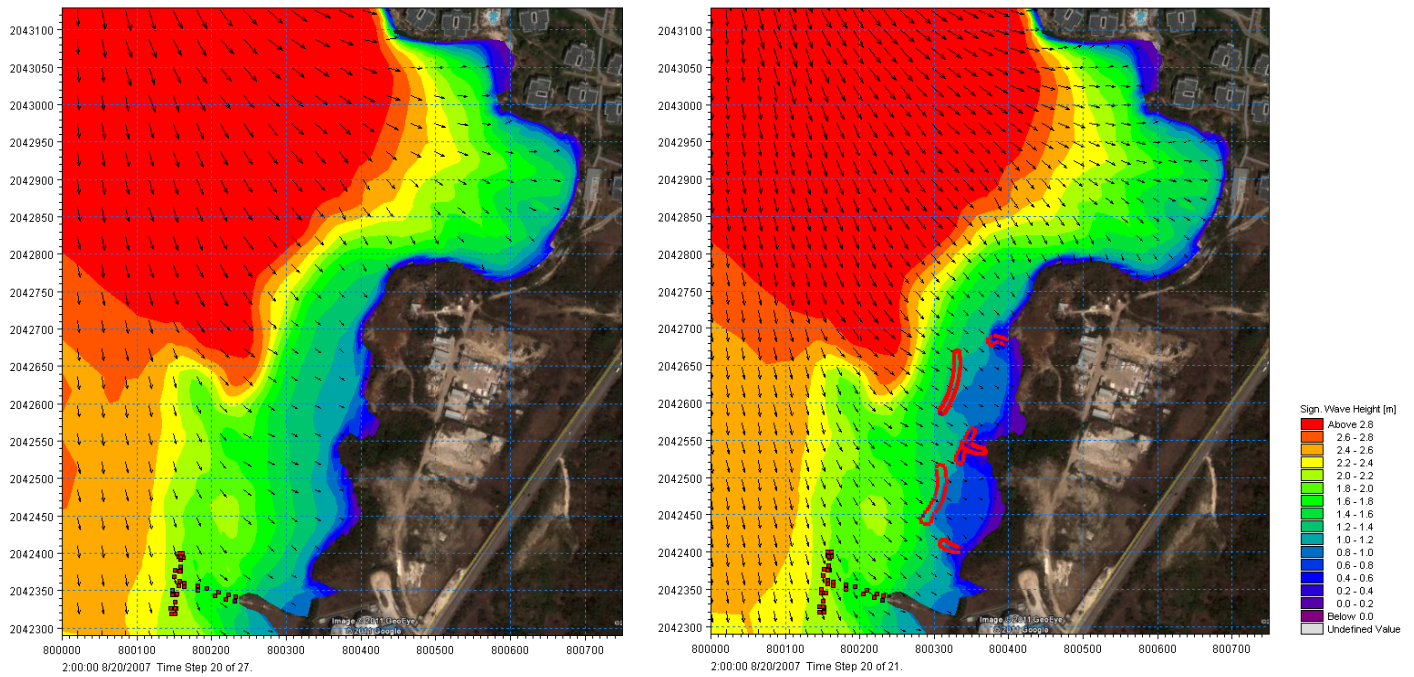 2043100
2043050
2043000
2042950
2042900
2042850
2042800
2042750
2042700
2042650
2042600
2042550
2042500
2042450
2042400
2042350
2042300
Image © 2011 GeoEye
© 2011 Google
800000 800100 800200 800300 800400 800500 800600 800700
2:00:00 8/20/2007 Time Step 20 of 27.
2043100
2043050
2043000
2042950
2042900
2042850
2042800
2042750
2042700
2042650
2042600
2042550
2042500
2042450
2042400
2042350
2042300
Image © 2011 GeoEye
© 2011 Google
800000 800100 800200 800300 800400 800500 800600 800700
2:00:00 8/20/2007 Time Step 20 of 21.
Sign. Wave Height [m]
Above 2.8
2.6 - 2.8
2.4 - 2.6
2.2 - 2.4
2.0 - 2.2
1.8 - 2.0
1.6 - 1.8
1.4 - 1.6
1.2 - 1.4
1.0 - 1.2
0.8 - 1.0
0.6 - 0.8
0.4 - 0.6
0.2 - 0.4
0.0 - 0.2
Below 0.0
Undefined Value